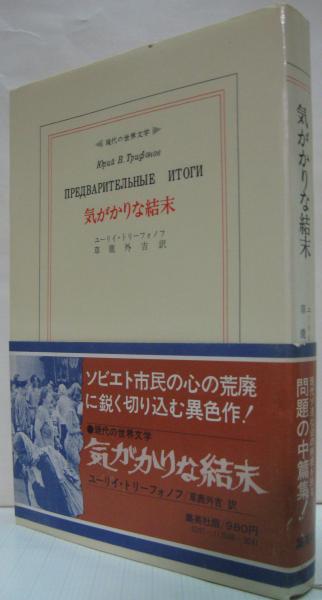 現代の世界文学
Юрий В. Трифонов
ПРЕДВАРИТЕЛЬНЫЕ ИТОГИ
気がかりな結末
ユーリイ・トリーフォノフ
草鹿外吉 訳
ソビエト市民の心の荒廃
に鋭く切り込む異色作!
●現代の世界文学
気がかりな結末
ユーリイ・トリーフォノフ/草鹿外吉 訳
集英社版/980円
気がかりな結末
草鹿
問題の中篇集!